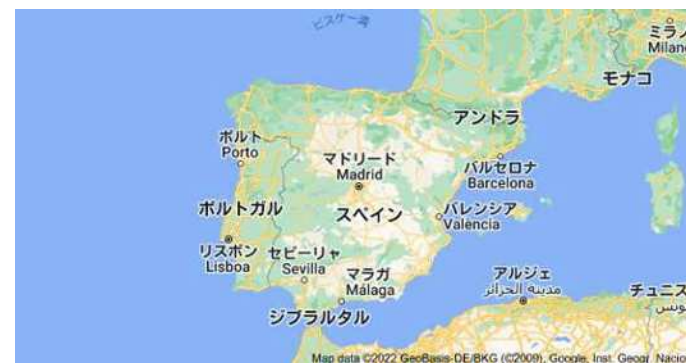 ビスケー湾
ミラノ
Milano
モナコ
アンドラ
ポルト
Porto
マドリード
Madrid
バルセロナ
Barcelona
ポルトガル
スペイン
バレンシア
Valencia
リスボン
Lisboa
セビーリャ
Sevilla
マラガ
Málaga
アルジェ
مدينة الجزائر
チュニス
تونس
ジブラルタル
Map data ©2022 GeoBasis-DE/BKG (©2009), Google, Inst. Geogr. Nacio